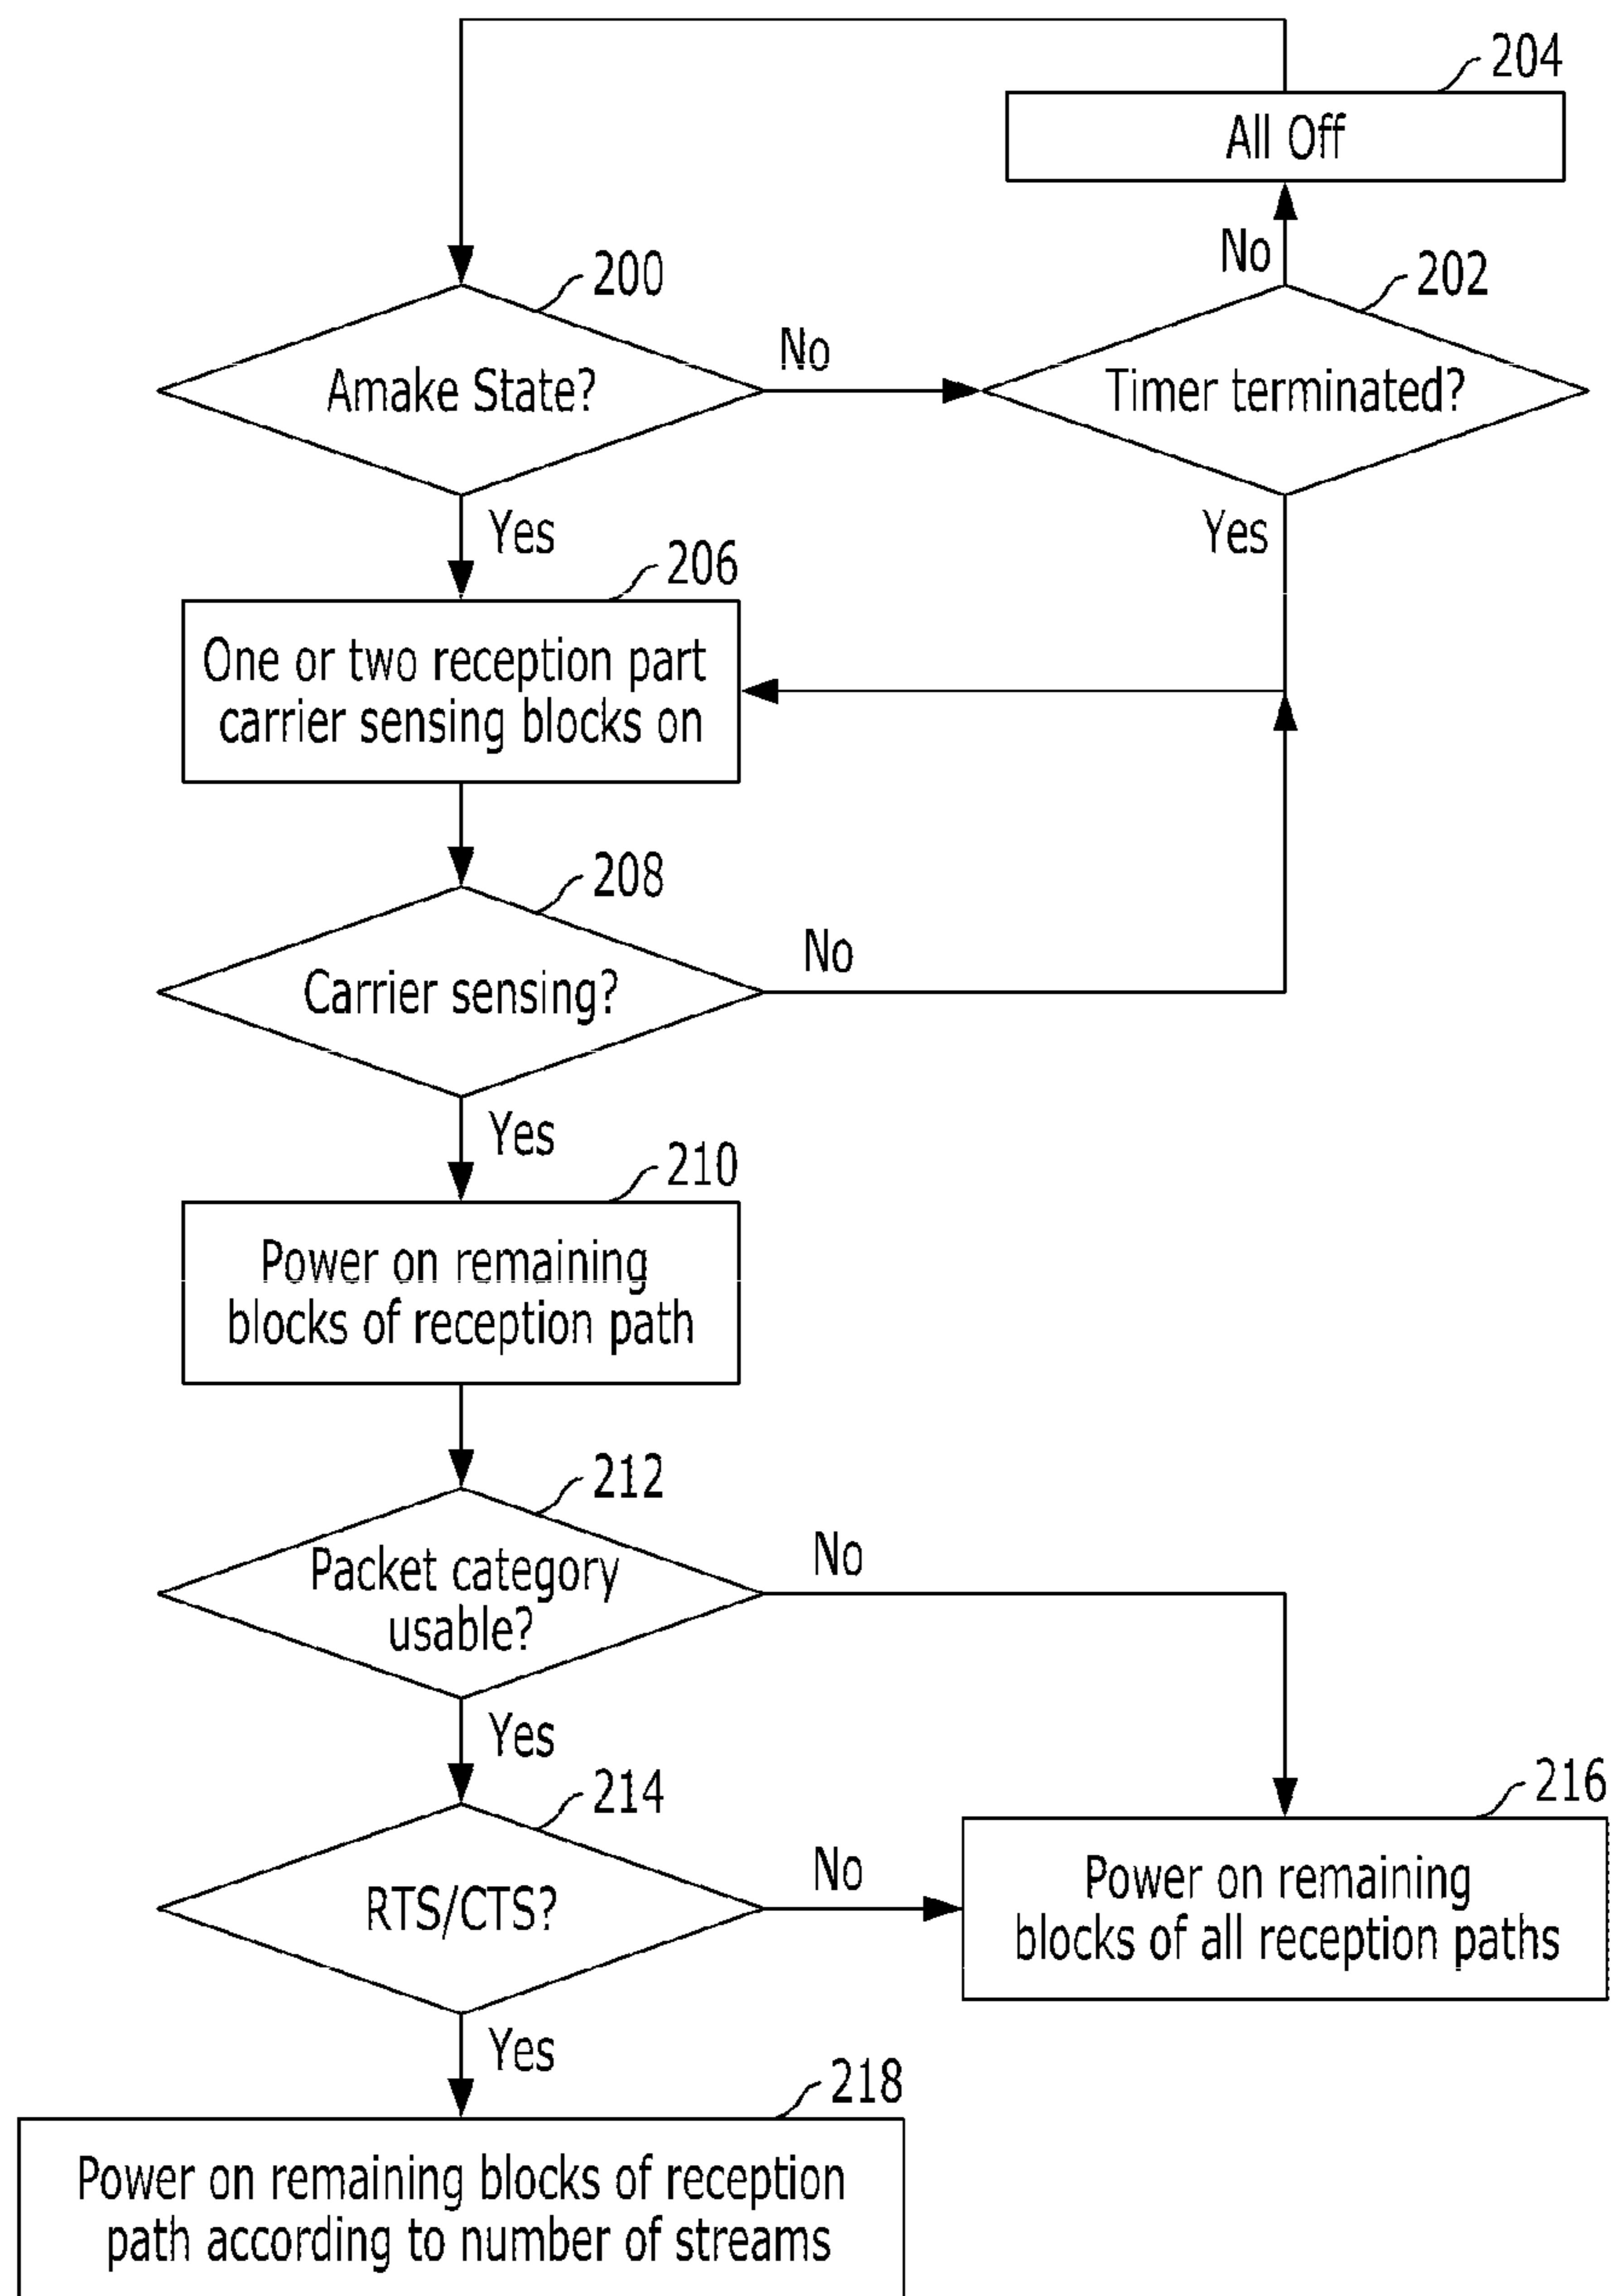 204
All Off
No
200
202
Amake State?
No
Timer terminated?
Yes
Yes
206
One or two reception part
carrier sensing blocks on
208
Carrier sensing?
No
Yes
210
Power on remaining
blocks of reception path
212
Packet category
usable?
No
Yes
214
216
RTS/CTS?
No
Power on remaining
blocks of all reception paths
Yes
218
Power on remaining blocks of reception
path according to number of streams